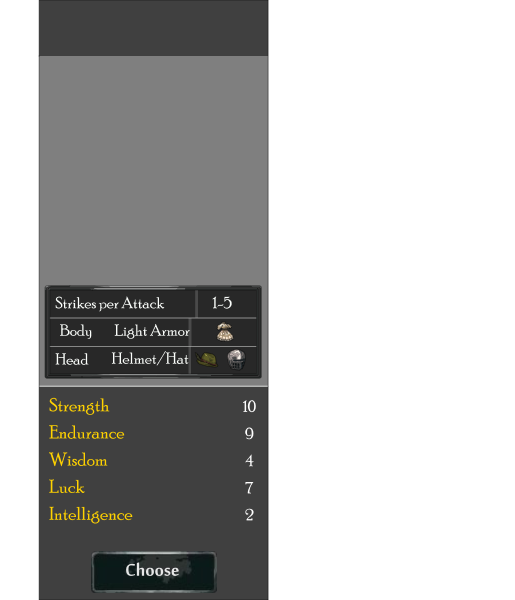 Strikes per Attack 1-5
Body Light Armor
Head Helmet/Hat
Strength 10
Endurance 9
Wisdom 4
Luck 7
Intelligence 2
Choose